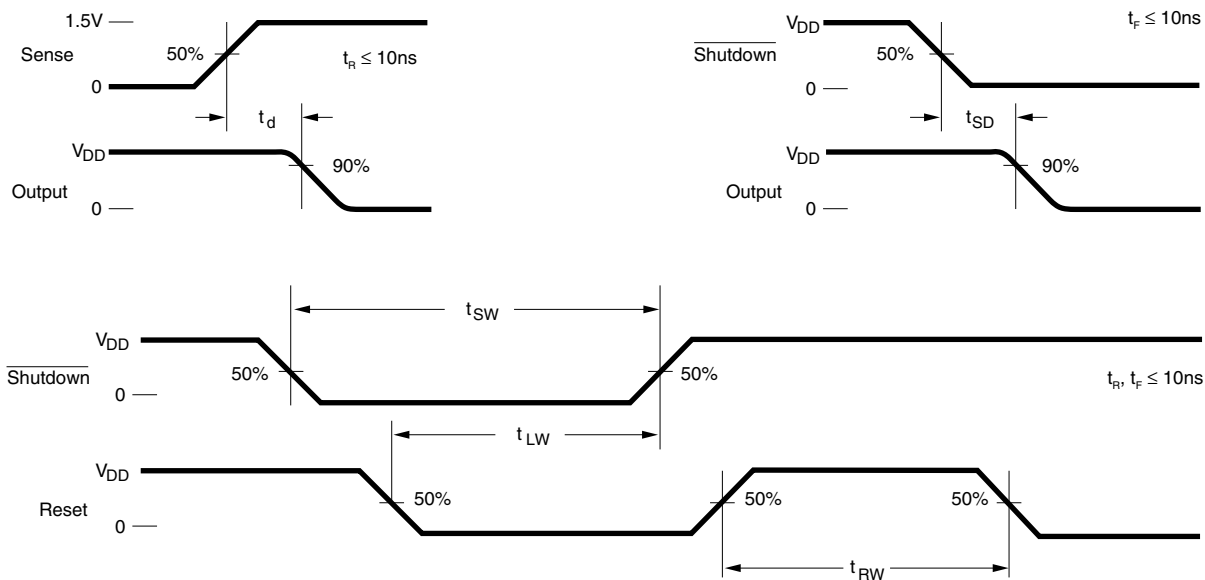 1.5V
Sense
50%
t_R ≤ 10ns
0
t_d
V_DD
90%
Output
0
t_F ≤ 10ns
V_DD
Shutdown
50%
0
t_SD
V_DD
90%
Output
0
t_SW
V_DD
50%
50%
Shutdown
0
t_R, t_F ≤ 10ns
t_LW
V_DD
50%
50%
50%
Reset
0
t_RW